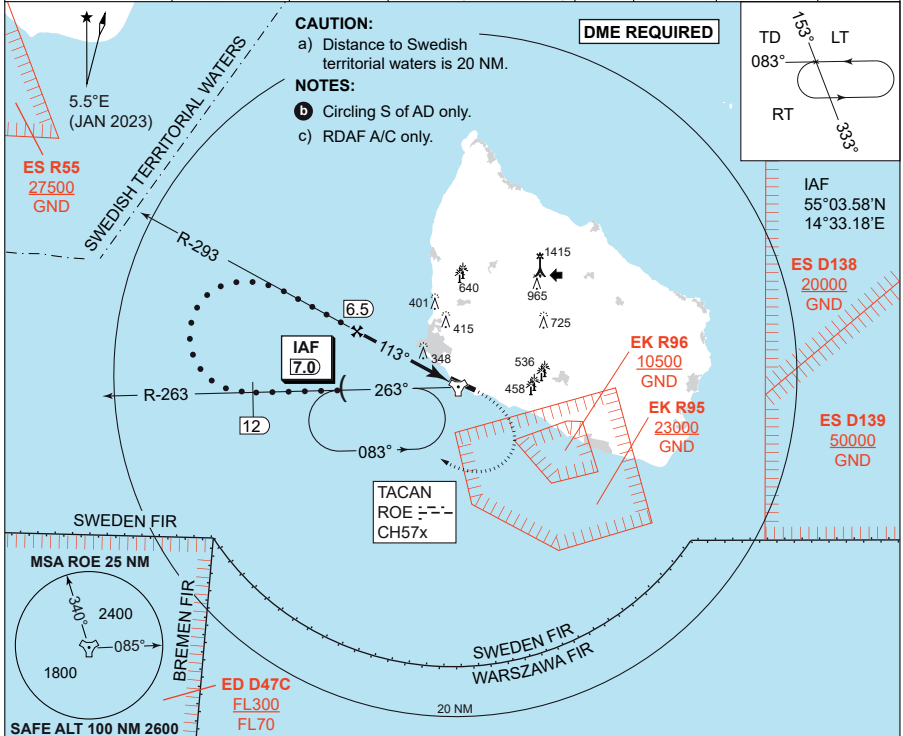 CAUTION:
a) Distance to Swedish
territorial waters is 20 NM.
NOTES:
b Circling S of AD only.
c) RDAF A/C only.
DME REQUIRED
TD
153°
LT
083°
RT
333°
5.5°E
(JAN 2023)
SWEDISH TERRITORIAL WATERS
ES R55
27500
GND
IAF
55°03.58'N
14°33.18'E
ES D138
20000
GND
R-293
1415
965
640
401
415
725
6.5
348
113°
IAF
7.0
536
458
EK R96
10500
GND
R-263
263°
12
083°
EK R95
23000
GND
ES D139
50000
GND
TACAN
ROE
CH57x
SWEDEN FIR
MSA ROE 25 NM
340°
2400
085°
1800
SAFE ALT 100 NM 2600
BREMEN FIR
ED D47C
FL300
FL70
SWEDEN FIR
WARSZAWA FIR
20 NM